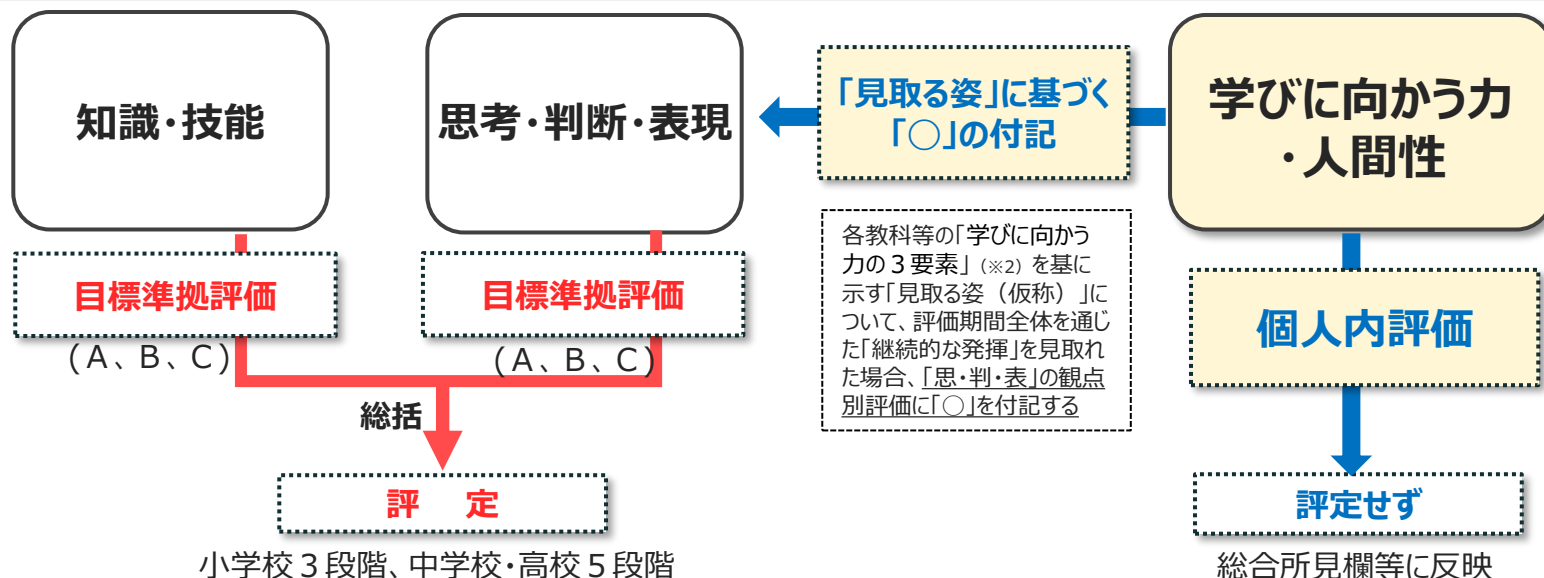 知識・技能
思考・判断・表現
「見取る姿」に基づく
「○」の付記
学びに向かう力
・人間性
目標準拠評価
(A、B、C)
目標準拠評価
(A、B、C)
各教科等の「学びに向かう
力の3要素」(※2)を基に
示す「見取る姿（仮称）」に
ついて、評価期間全体を通じ
た「継続的な発揮」を見取れ
た場合、「思・判・表」の観点
別評価に「○」を付記する
個人内評価
総括
評　定
小学校3段階、中学校・高校5段階
評定せず
総合所見欄等に反映